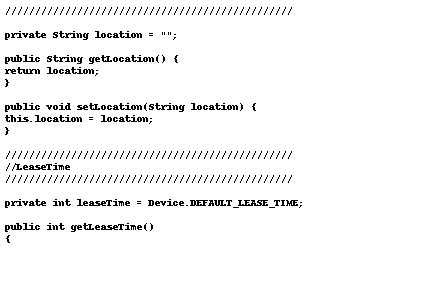 ////////////////////////////////////////////////
private String location = "";
public String getLocation() {
return location;
}
public void setLocation(String location) {
this.location = location;
}
////////////////////////////////////////////////
//LeaseTime
////////////////////////////////////////////////
private int leaseTime = Device.DEFAULT_LEASE_TIME;
public int getLeaseTime()
{